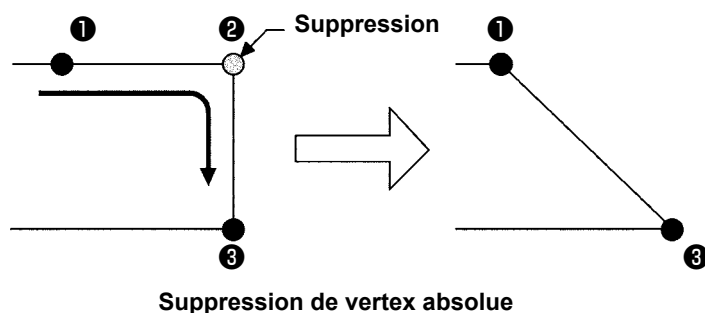 ❶ ❷ Suppression ❶
❸ ❸
Suppression de vertex absolue